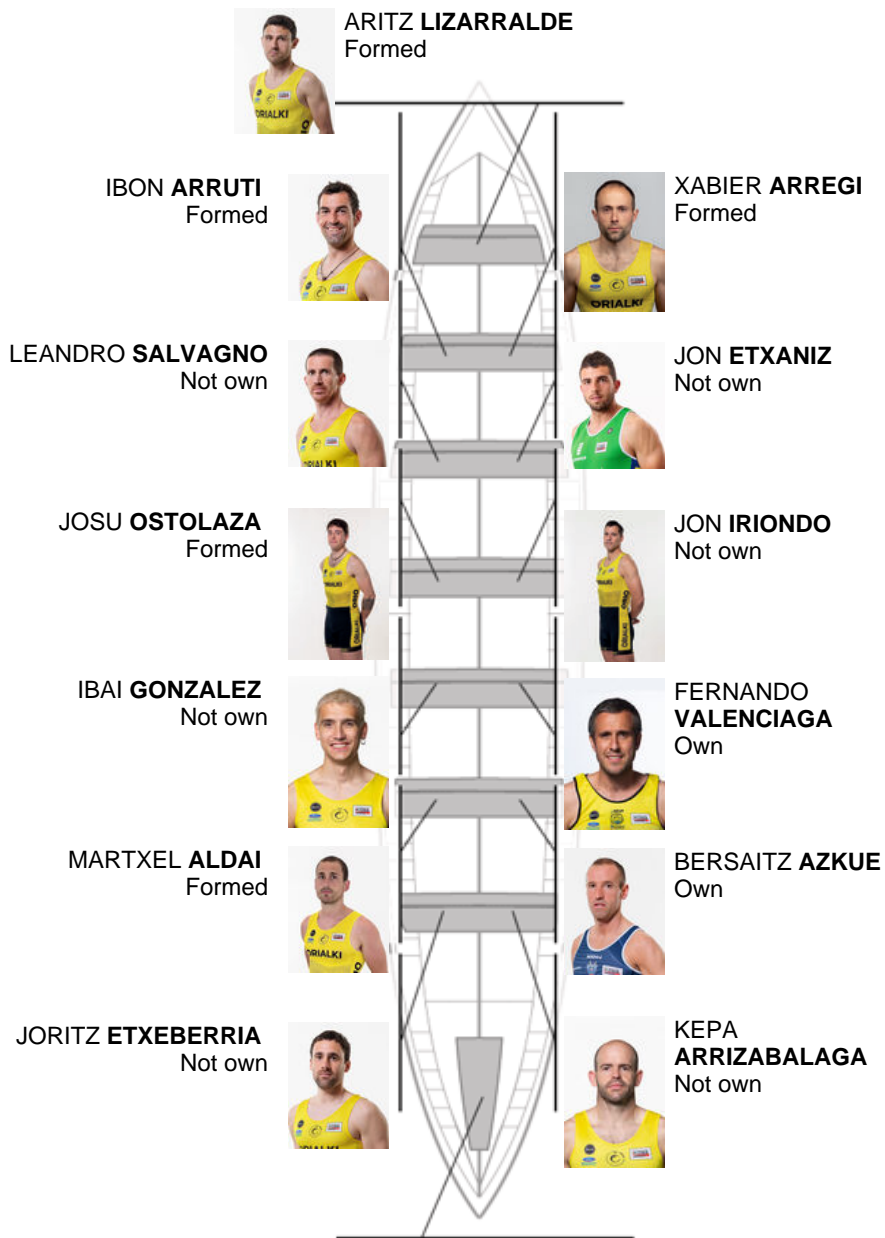 ARITZ LIZARRALDE
Formed
IBON ARRUTI
Formed
XABIER ARREGI
Formed
ORIALKI
LEANDRO SALVAGNO
Not own
JON ETXANIZ
Not own
JOSU OSTOLAZA
Formed
JON IRIONDO
Not own
IBAI GONZALEZ
Not own
FERNANDO
VALENCIAGA
Own
MARTXEL ALDAI
Formed
BERSAITZ AZKUE
Own
JORITZ ETXEBERRIA
Not own
KEPA
ARRIZABALAGA
Not own